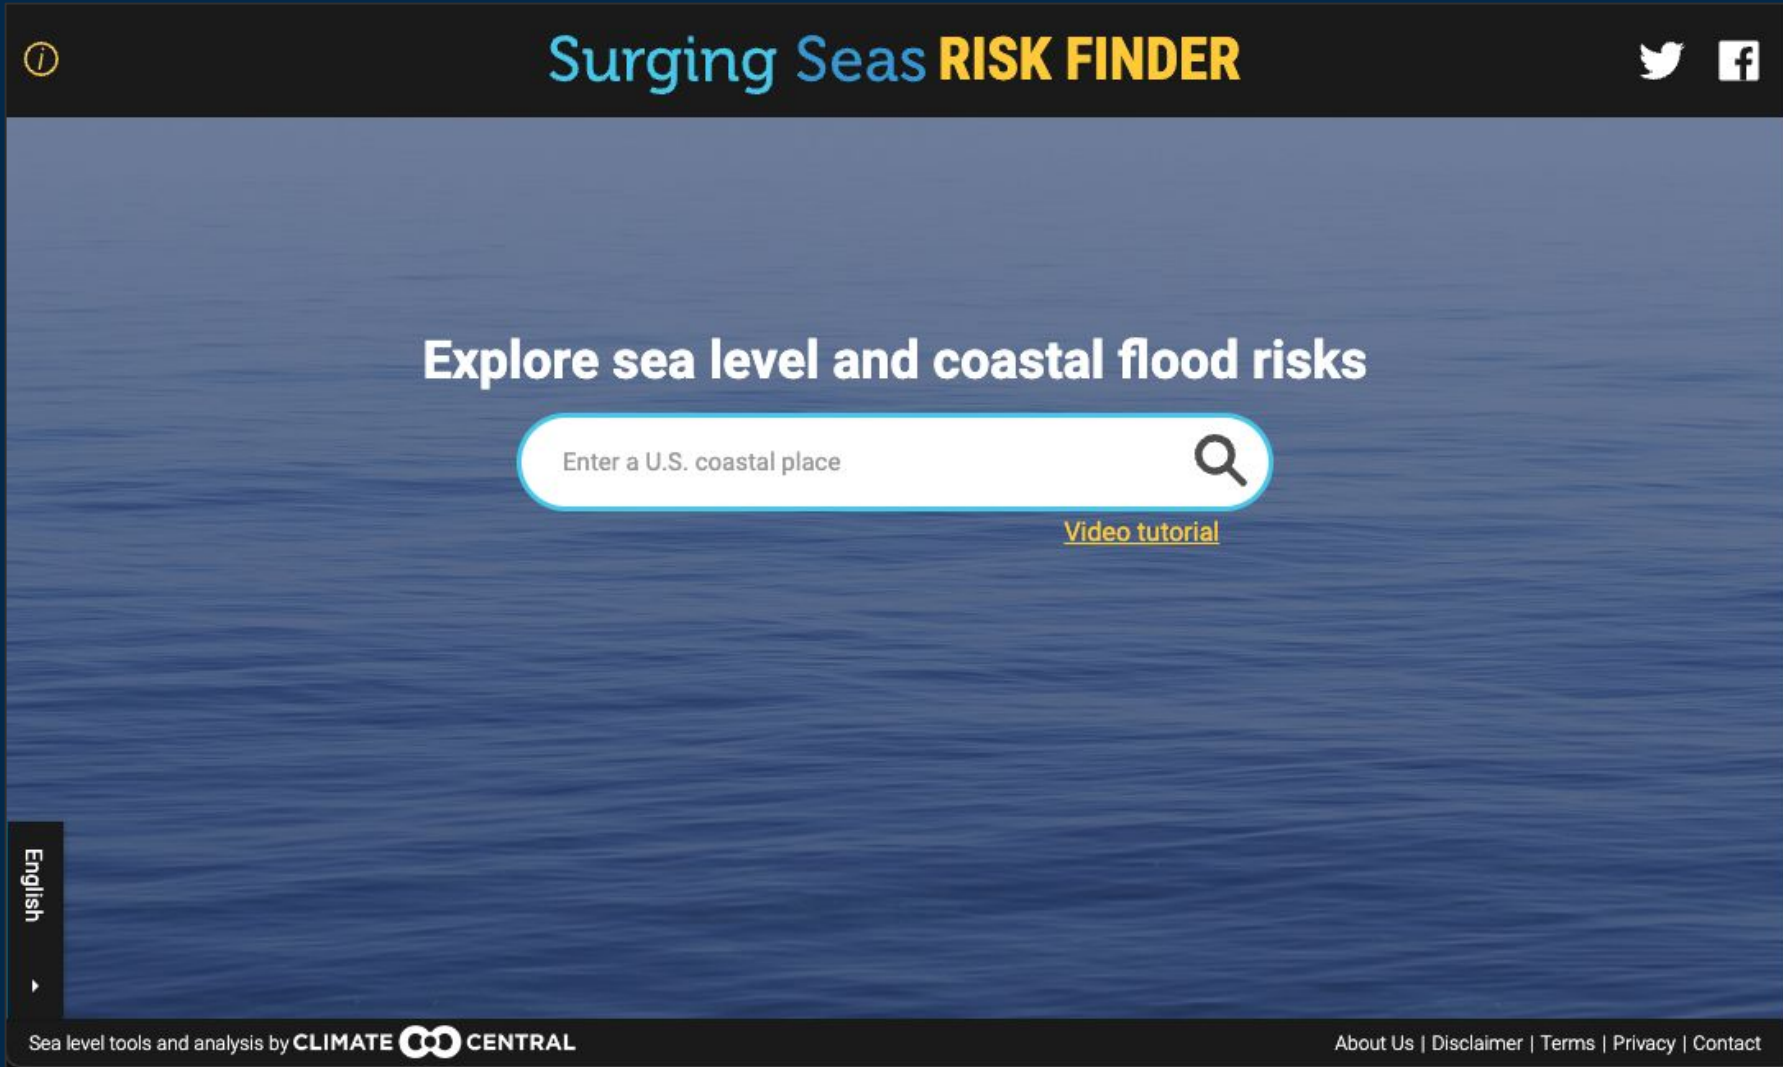 Surging Seas RISK FINDER
Explore sea level and coastal flood risks
Enter a U.S. coastal place
Video tutorial
English
Sea level tools and analysis by CLIMATE CENTRAL
About Us | Disclaimer | Terms | Privacy | Contact